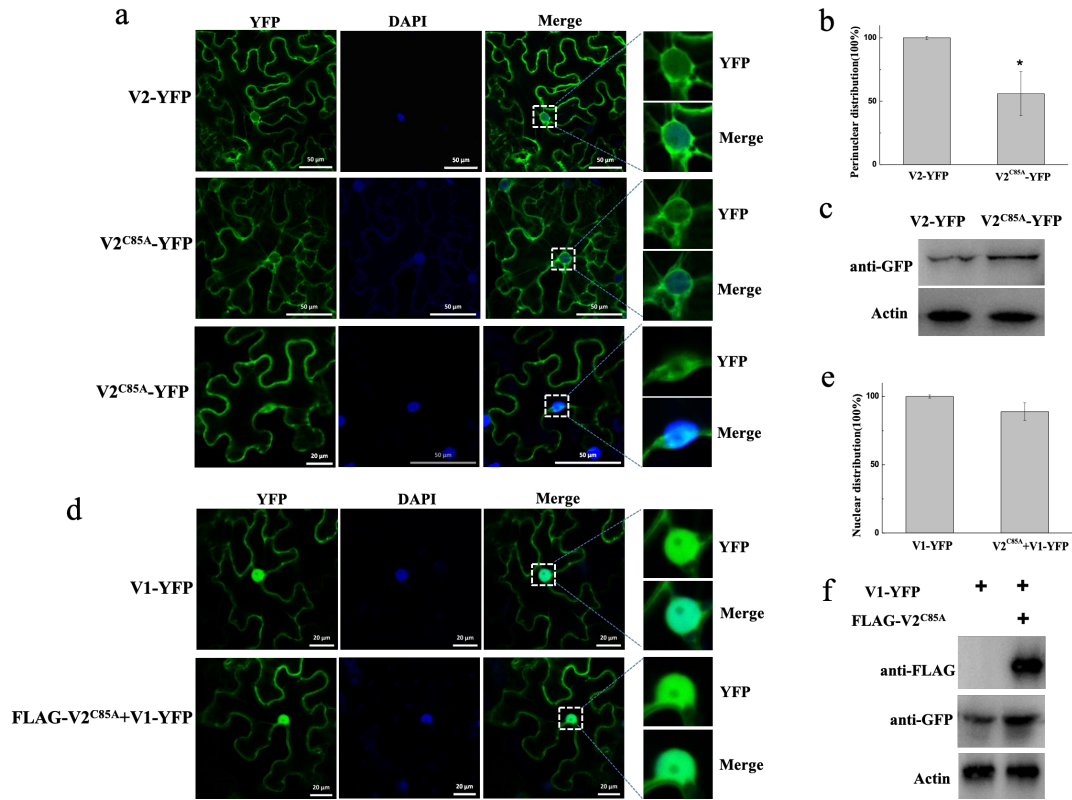 a
YFP DAPI Merge
V2-YFP
50 µm 50 µm 50 µm
YFP
Merge
V2C85A-YFP
50 µm 50 µm 50 µm
YFP
Merge
V2C85A-YFP
20 µm 50 µm 50 µm
YFP
Merge
b
Perinuclear distribution(100%)
100
50
0
*
V2-YFP V2C85A-YFP
c
V2-YFP V2C85A-YFP
anti-GFP
Actin
d
YFP DAPI Merge
V1-YFP
20 µm 20 µm 20 µm
YFP
Merge
FLAG-V2C85A+V1-YFP
20 µm 20 µm 20 µm
YFP
Merge
e
Nuclear distribution(100%)
100
50
0
V1-YFP V2C85A+V1-YFP
f
V1-YFP + +
FLAG-V2C85A +
anti-FLAG
anti-GFP
Actin